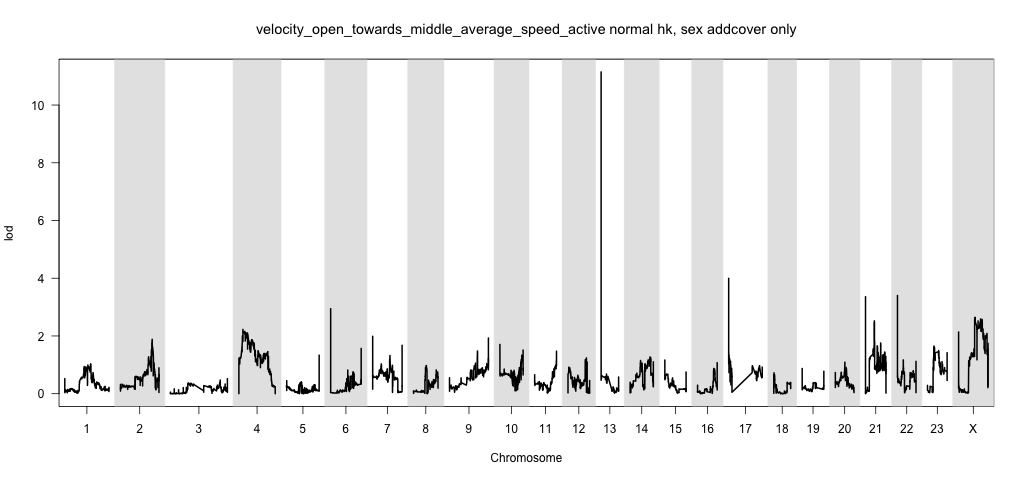 velocity_open_towards_middle_average_speed_active normal hk, sex addcover only
lod
10
8
6
4
2
0
1 2 3 4 5 6 7 8 9 10 11 12 13 14 15 16 17 18 19 20 21 22 23 X
Chromosome